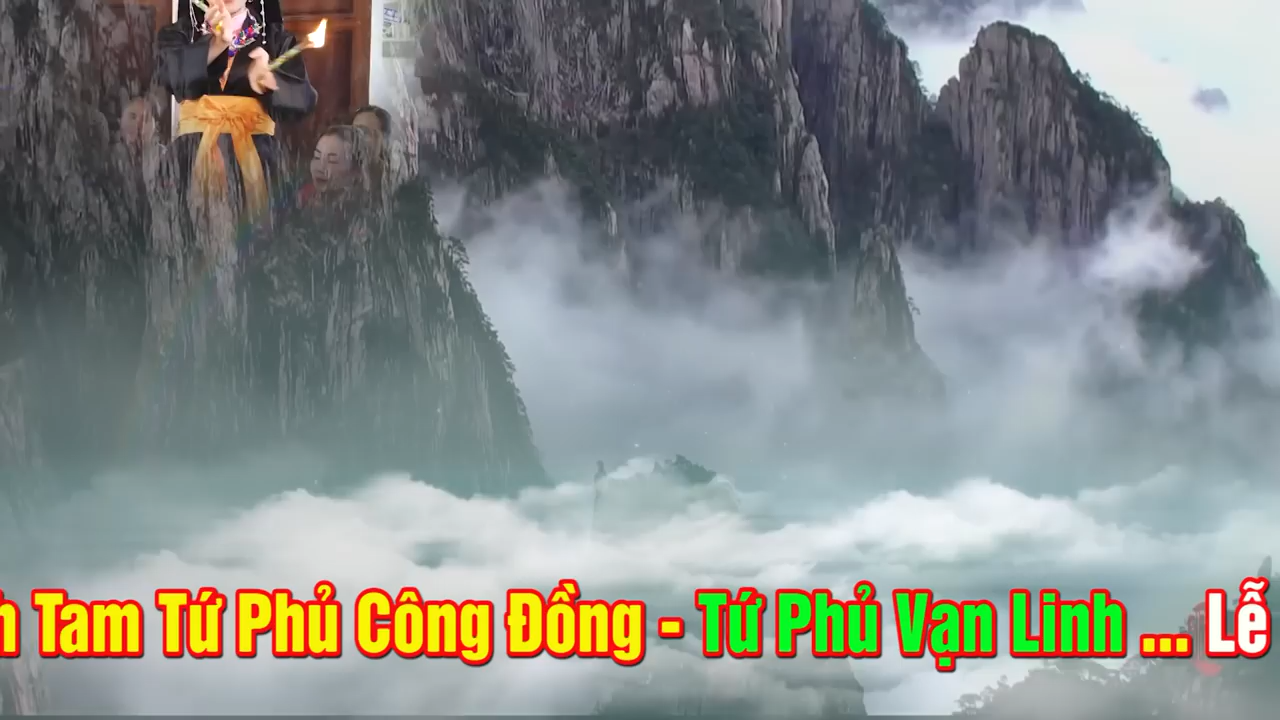 Tam Tứ Phủ Công Đồng - Tứ Phủ Vạn Linh ... Lễ